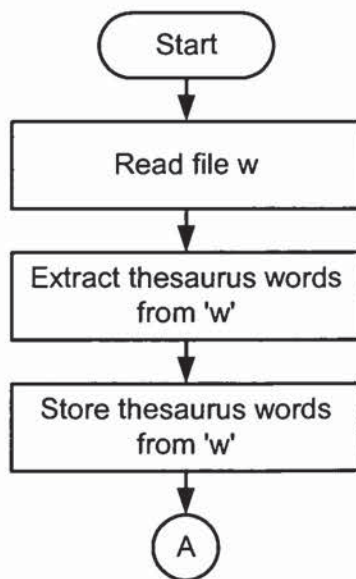 Start
Read file w
Extract thesaurus words
from 'w'
Store thesaurus words
from 'w'
A